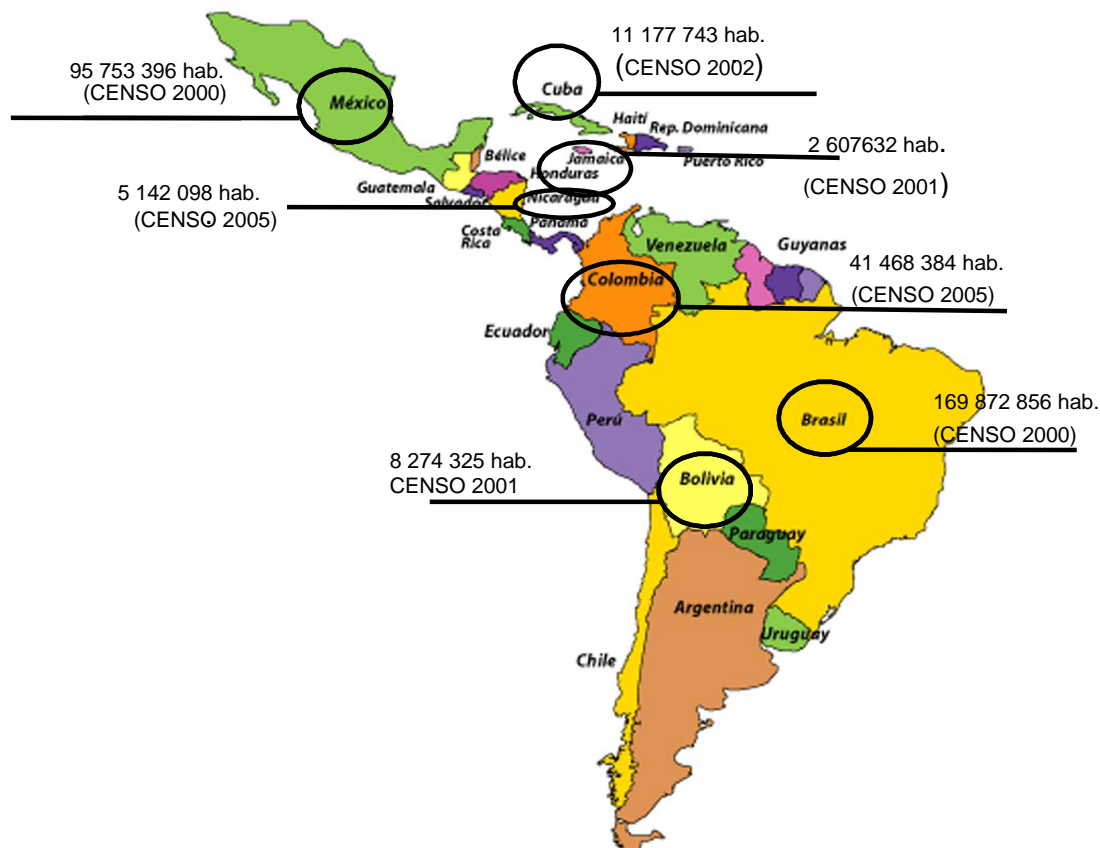 11 177 743 hab.
(CENSO 2002)
95 753 396 hab.
(CENSO 2000)
México
Cuba
Haití
Rep. Dominicana
2 607632 hab.
(CENSO 2001)
Jamaica
Puerto Rico
Bélice
Honduras
Guatemala
5 142 098 hab.
(CENSO 2005)
Salvador
Nicaragua
Costa
Rica
Panamá
Venezuela
Guyanas
Colombia
41 468 384 hab.
(CENSO 2005)
Ecuador
Perú
Brasil
169 872 856 hab.
(CENSO 2000)
8 274 325 hab.
CENSO 2001
Bolivia
Paraguay
Argentina
Uruguay
Chile